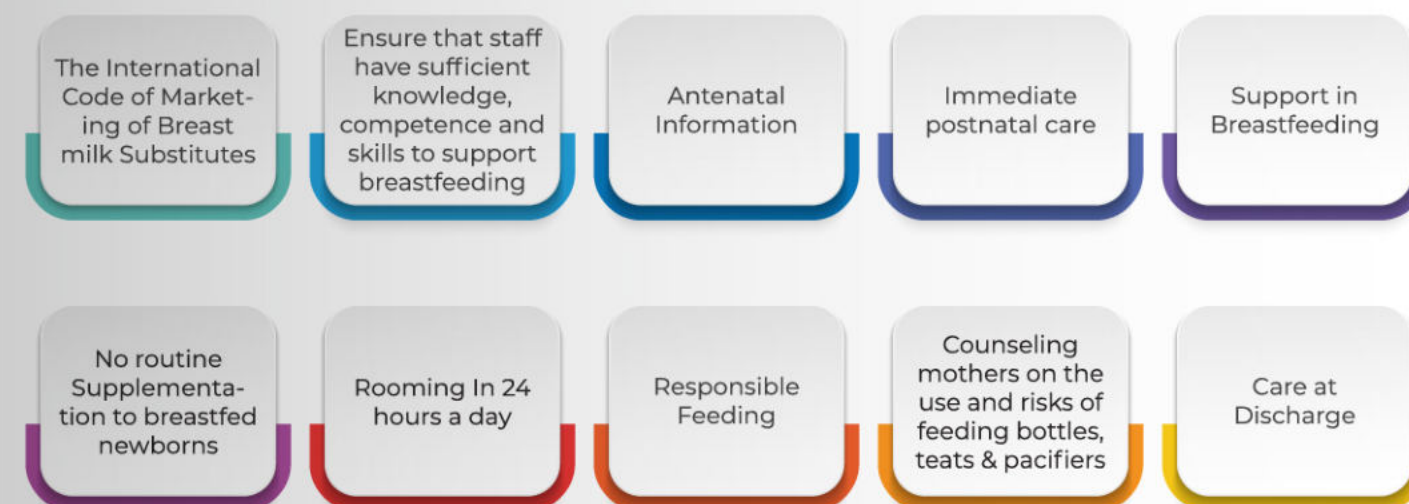 The International
Code of Market-
ing of Breast
milk Substitutes
Ensure that staff
have sufficient
knowledge,
competence and
skills to support
breastfeeding
Antenatal
Information
Immediate
postnatal care
Support in
Breastfeeding
No routine
Supplementa-
tion to breastfed
newborns
Rooming In 24
hours a day
Responsible
Feeding
Counseling
mothers on the
use and risks of
feeding bottles,
teats & pacifiers
Care at
Discharge